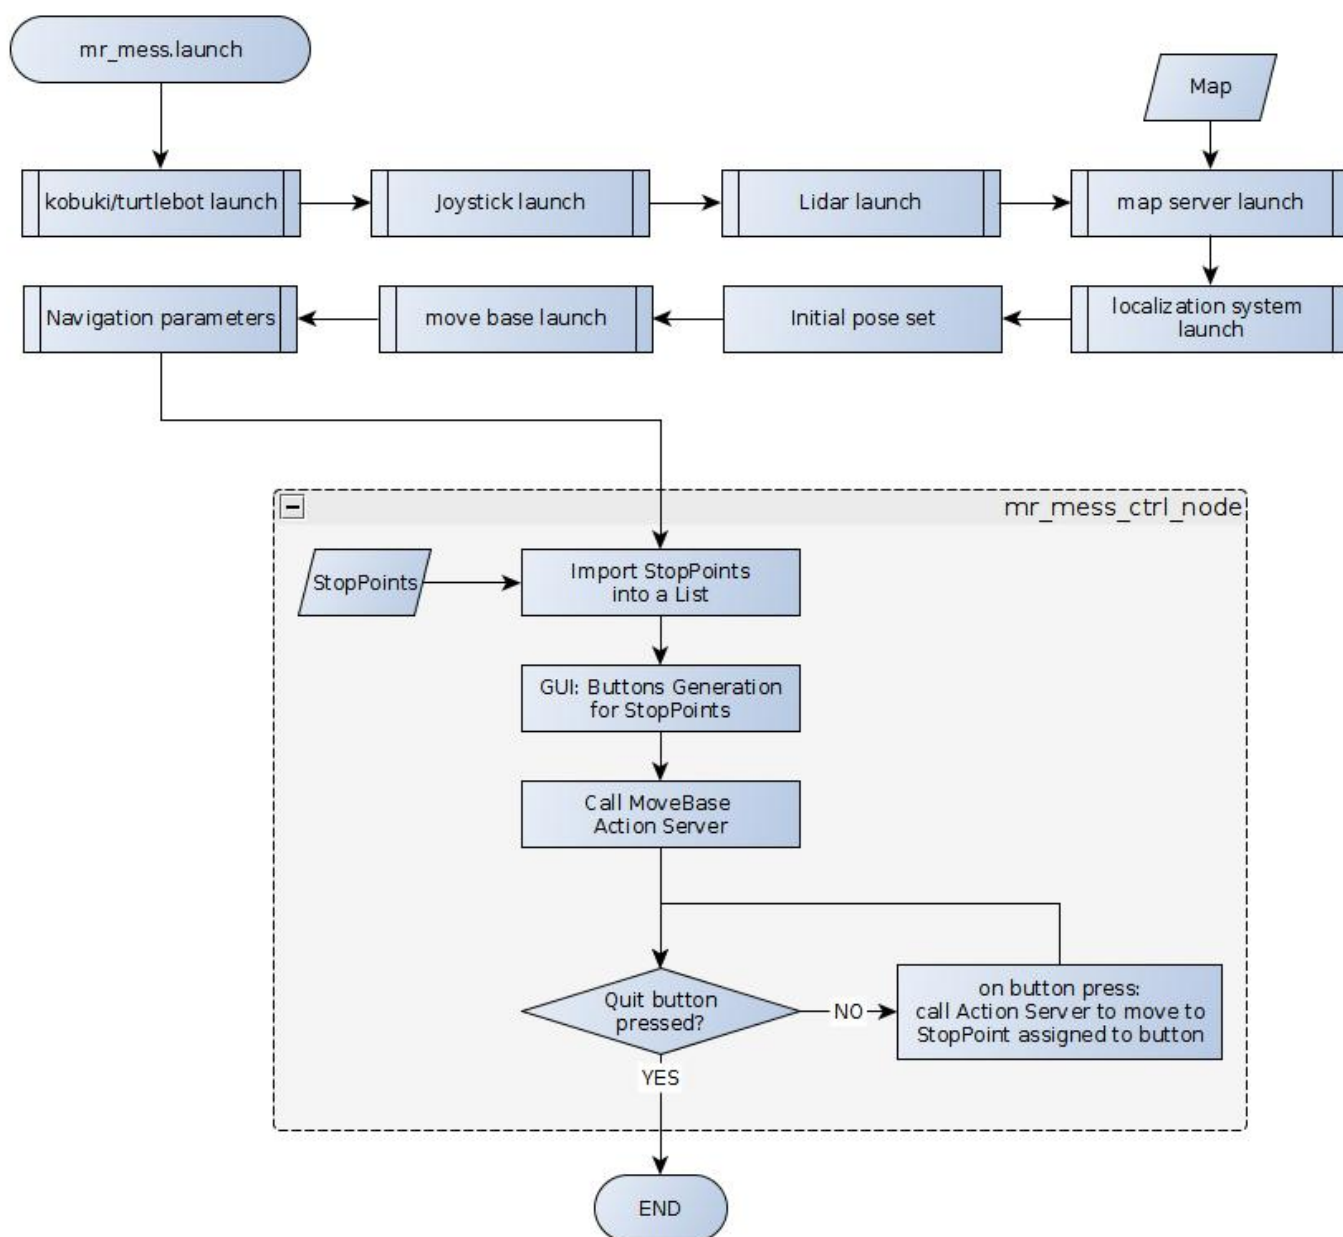 mr_mess.launch
Map
kobuki/turtlebot launch
Joystick launch
Lidar launch
map server launch
Navigation parameters
move base launch
Initial pose set
localization system
launch
mr_mess_ctrl_node
StopPoints
Import StopPoints
into a List
GUI: Buttons Generation
for StopPoints
Call MoveBase
Action Server
Quit button
pressed?
NO
on button press:
call Action Server to move to
StopPoint assigned to button
YES
END